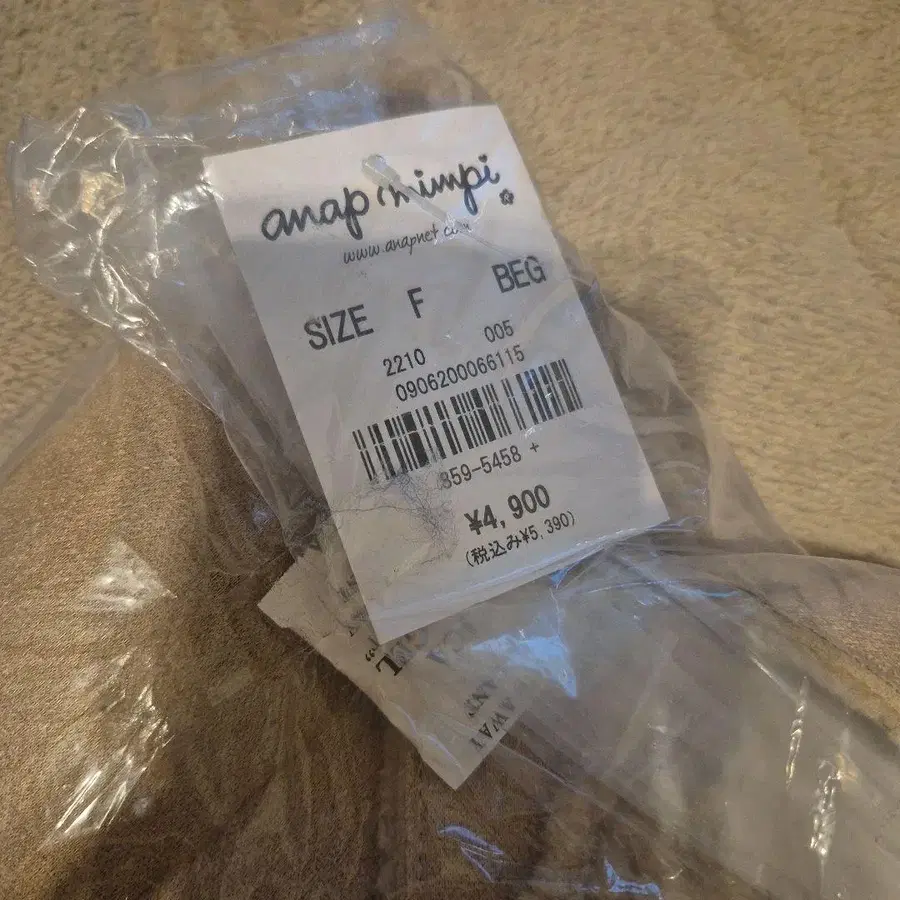 anap mimpi
www.anapnet.com
SIZE F BEG
2210 005
0906200066115
859-5458 +
¥4,900
(税込み¥5,390)
AWAY